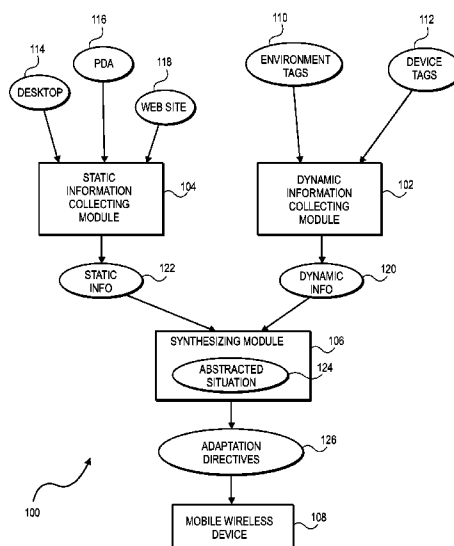 116
110
112
114
PDA
118
ENVIRONMENT
TAGS
DEVICE
TAGS
DESKTOP
WEB SITE
STATIC
INFORMATION
COLLECTING
MODULE
104
DYNAMIC
INFORMATION
COLLECTING
MODULE
102
STATIC
INFO
122
DYNAMIC
INFO
120
SYNTHESIZING MODULE
106
ABSTRACTED
SITUATION
124
ADAPTATION
DIRECTIVES
126
100
MOBILE WIRELESS
DEVICE
108